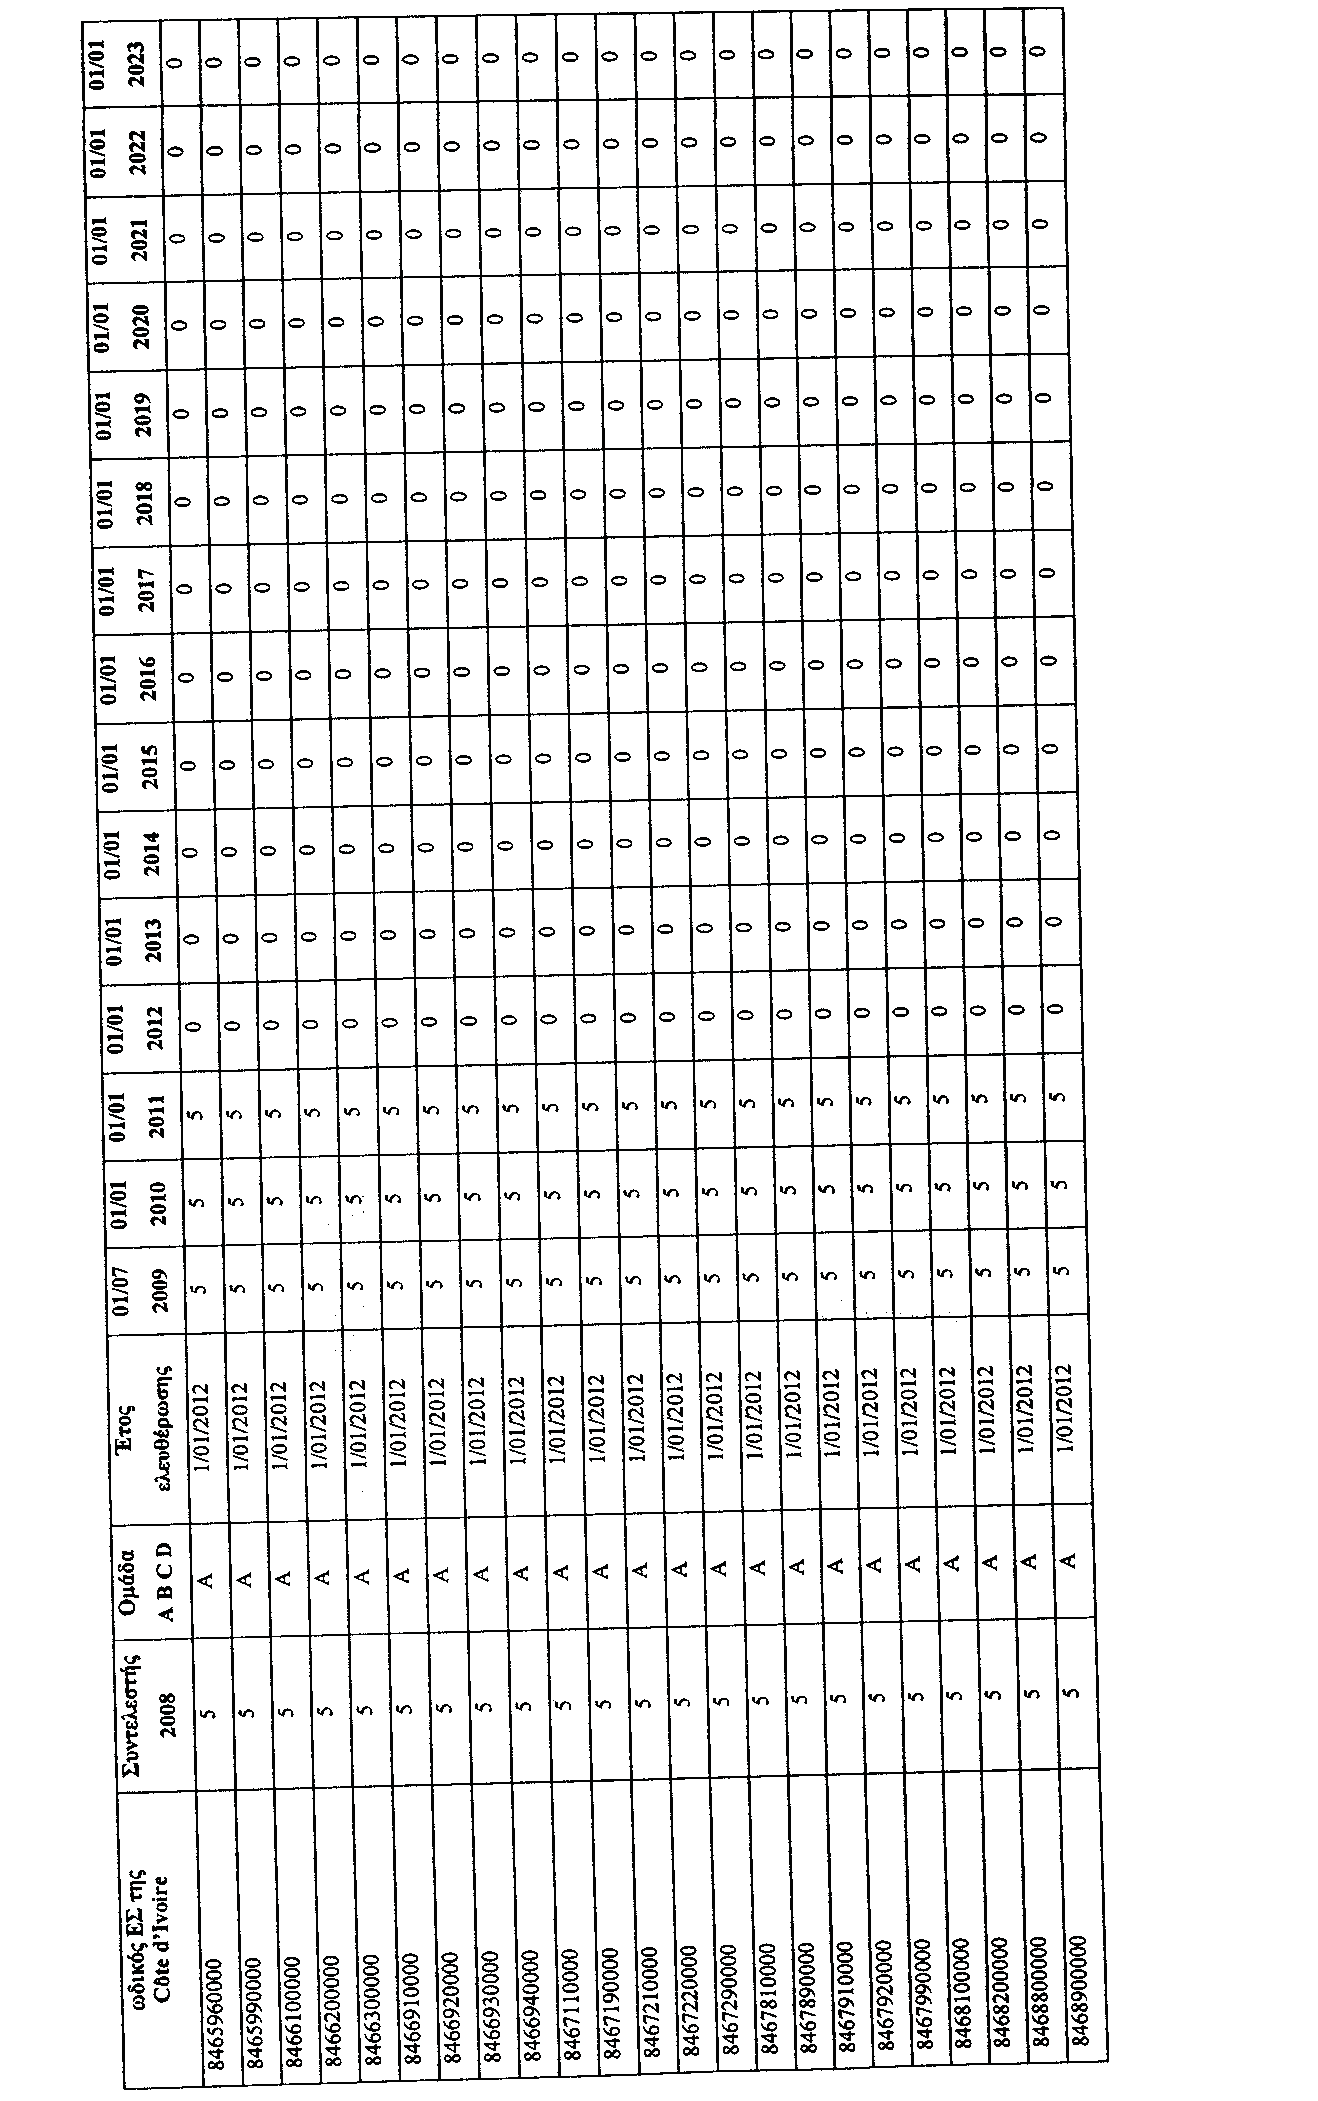 ωδικός ΕΣ της Côte d'Ivoire Συντελεστής 2008 Ομάδα A B C D Έτος ελευθέρωσης 01/07 2009 01/01 2010 01/01 2011 01/01 2012 01/01 2013 01/01 2014 01/01 2015 01/01 2016 01/01 2017 01/01 2018 01/01 2019 01/01 2020 01/01 2021 01/01 2022 01/01 2023
8465960000 5 A 1/01/2012 5 5 5 0 0 0 0 0 0 0 0 0 0 0 0
8465990000 5 A 1/01/2012 5 5 5 0 0 0 0 0 0 0 0 0 0 0 0
8466100000 5 A 1/01/2012 5 5 5 0 0 0 0 0 0 0 0 0 0 0 0
8466200000 5 A 1/01/2012 5 5 5 0 0 0 0 0 0 0 0 0 0 0 0
8466300000 5 A 1/01/2012 5 5 5 0 0 0 0 0 0 0 0 0 0 0 0
8466910000 5 A 1/01/2012 5 5 5 0 0 0 0 0 0 0 0 0 0 0 0
8466920000 5 A 1/01/2012 5 5 5 0 0 0 0 0 0 0 0 0 0 0 0
8466930000 5 A 1/01/2012 5 5 5 0 0 0 0 0 0 0 0 0 0 0 0
8466940000 5 A 1/01/2012 5 5 5 0 0 0 0 0 0 0 0 0 0 0 0
8467110000 5 A 1/01/2012 5 5 5 0 0 0 0 0 0 0 0 0 0 0 0
8467190000 5 A 1/01/2012 5 5 5 0 0 0 0 0 0 0 0 0 0 0 0
8467210000 5 A 1/01/2012 5 5 5 0 0 0 0 0 0 0 0 0 0 0 0
8467220000 5 A 1/01/2012 5 5 5 0 0 0 0 0 0 0 0 0 0 0 0
8467290000 5 A 1/01/2012 5 5 5 0 0 0 0 0 0 0 0 0 0 0 0
8467810000 5 A 1/01/2012 5 5 5 0 0 0 0 0 0 0 0 0 0 0 0
8467890000 5 A 1/01/2012 5 5 5 0 0 0 0 0 0 0 0 0 0 0 0
8467910000 5 A 1/01/2012 5 5 5 0 0 0 0 0 0 0 0 0 0 0 0
8467920000 5 A 1/01/2012 5 5 5 0 0 0 0 0 0 0 0 0 0 0 0
8467990000 5 A 1/01/2012 5 5 5 0 0 0 0 0 0 0 0 0 0 0 0
8468100000 5 A 1/01/2012 5 5 5 0 0 0 0 0 0 0 0 0 0 0 0
8468200000 5 A 1/01/2012 5 5 5 0 0 0 0 0 0 0 0 0 0 0 0
8468800000 5 A 1/01/2012 5 5 5 0 0 0 0 0 0 0 0 0 0 0 0
8468900000 5 A 1/01/2012 5 5 5 0 0 0 0 0 0 0 0 0 0 0 0